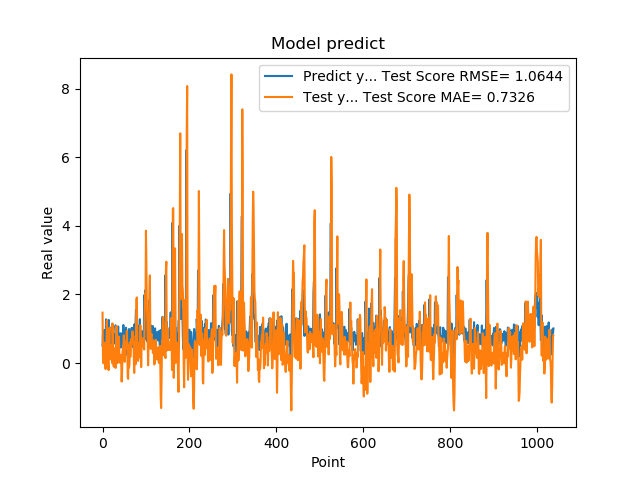 Model predict
Predict y... Test Score RMSE= 1.0644
Test y... Test Score MAE= 0.7326
Real value
8
6
4
2
0
0
200
400
600
800
1000
Point